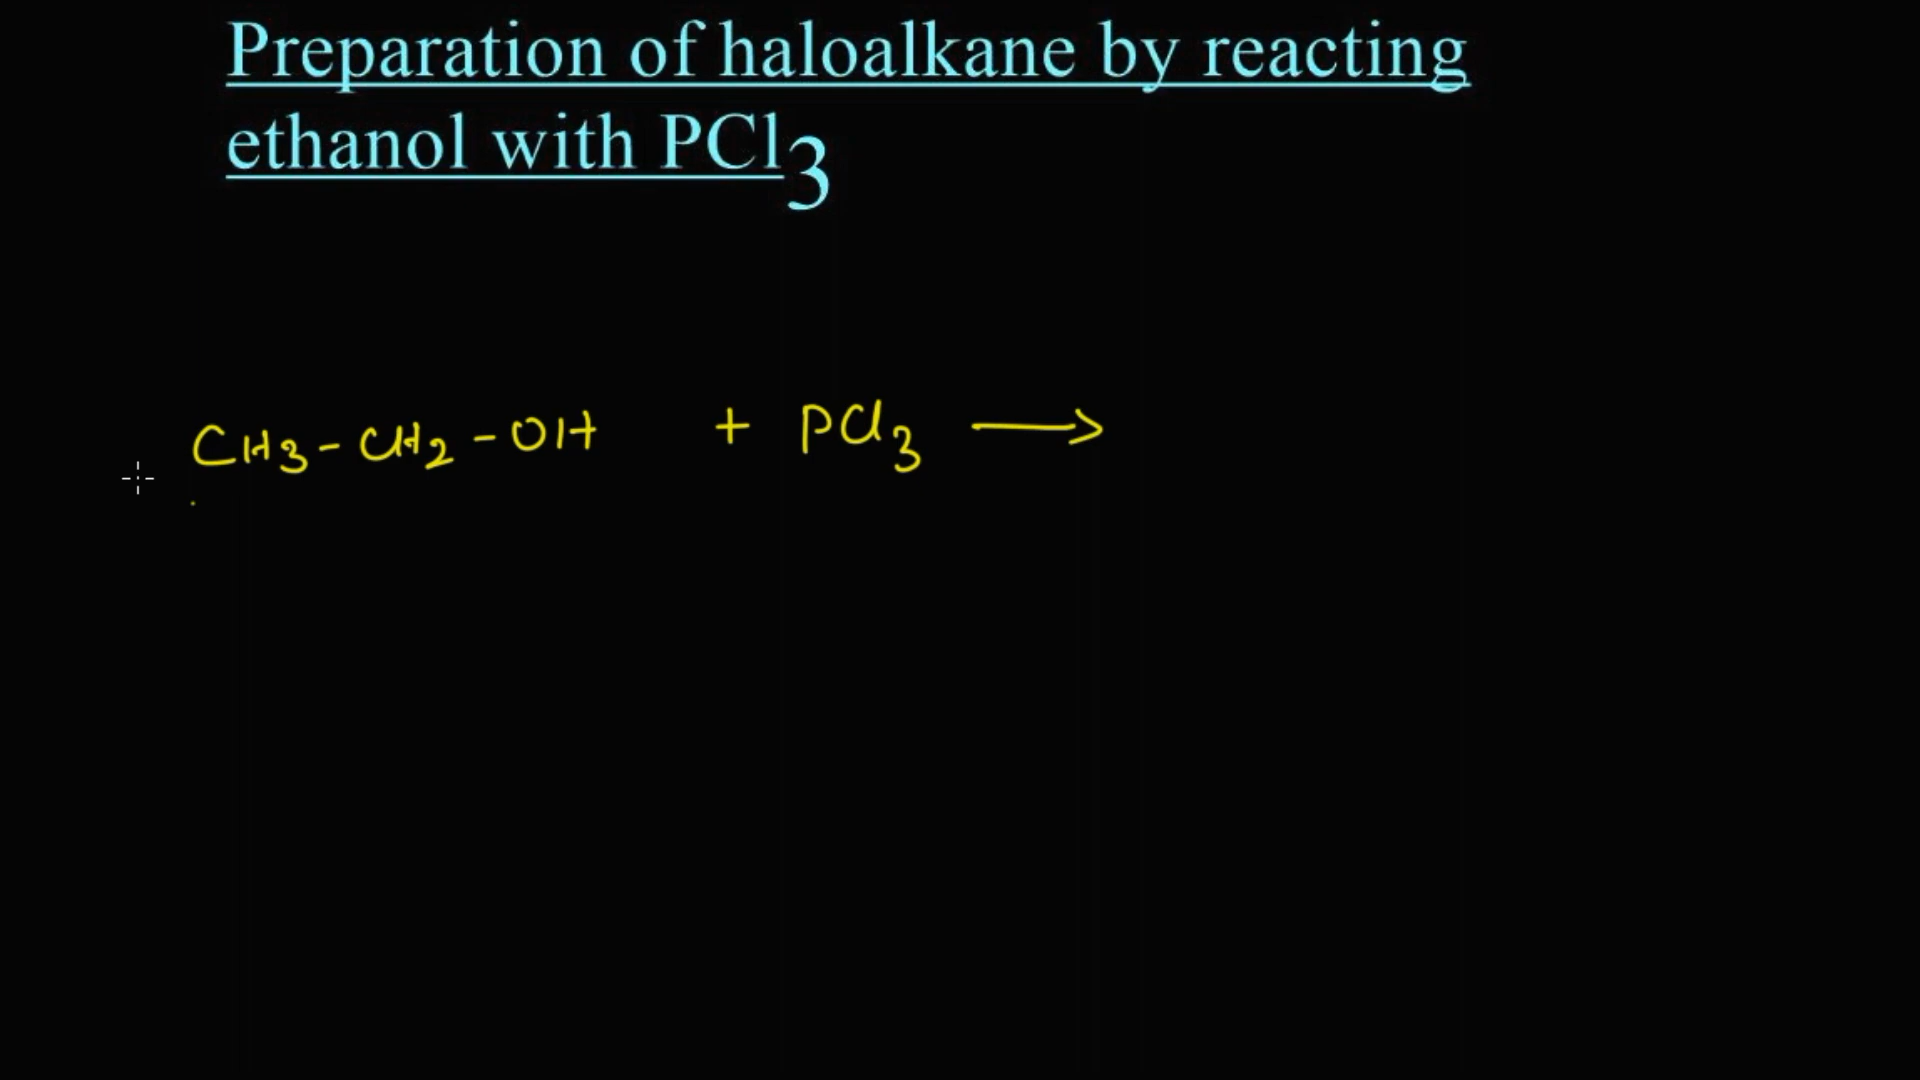 Preparation of haloalkane by reacting
ethanol with PCl3
CH3-CH2-OH + PCl3 ⟶